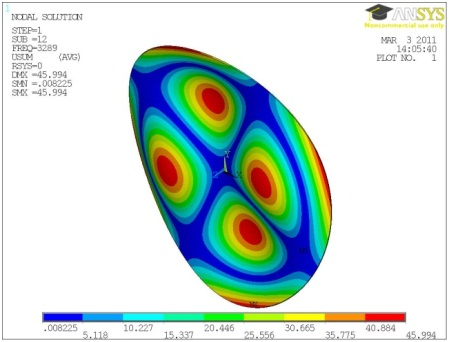 1
NODAL SOLUTION
STEP=1
SUB =12
FREQ=3289
USUM (AVG)
RSYS=0
DMX =45.994
SMN =.008225
SMX =45.994
ANSYS
Noncommercial use only
MAR 3 2011
14:05:40
PLOT NO. 1
.008225 10.227 20.446 30.665 40.884
5.118 15.337 25.556 35.775 45.994